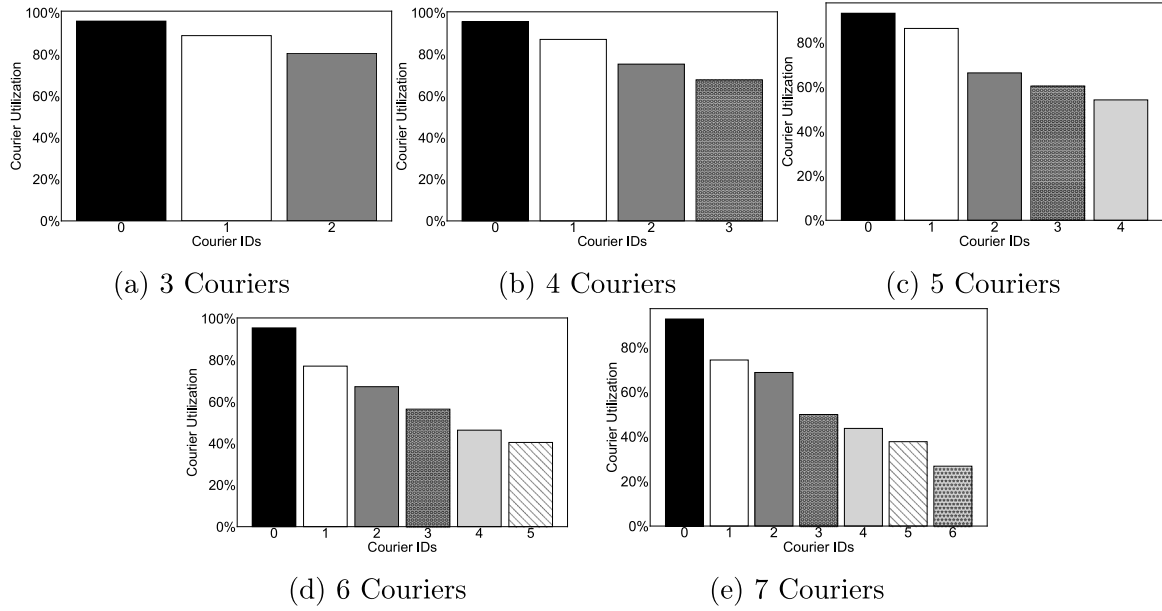 100%
80%
60%
40%
20%
0%
Courier Utilization
0 1 2
Courier IDs
(a) 3 Couriers
100%
80%
60%
40%
20%
0%
Courier Utilization
0 1 2 3
Courier IDs
(b) 4 Couriers
80%
60%
40%
20%
0%
Courier Utilization
0 1 2 3 4
Courier IDs
(c) 5 Couriers
100%
80%
60%
40%
20%
0%
Courier Utilization
0 1 2 3 4 5
Courier IDs
(d) 6 Couriers
80%
60%
40%
20%
0%
Courier Utilization
0 1 2 3 4 5 6
Courier IDs
(e) 7 Couriers